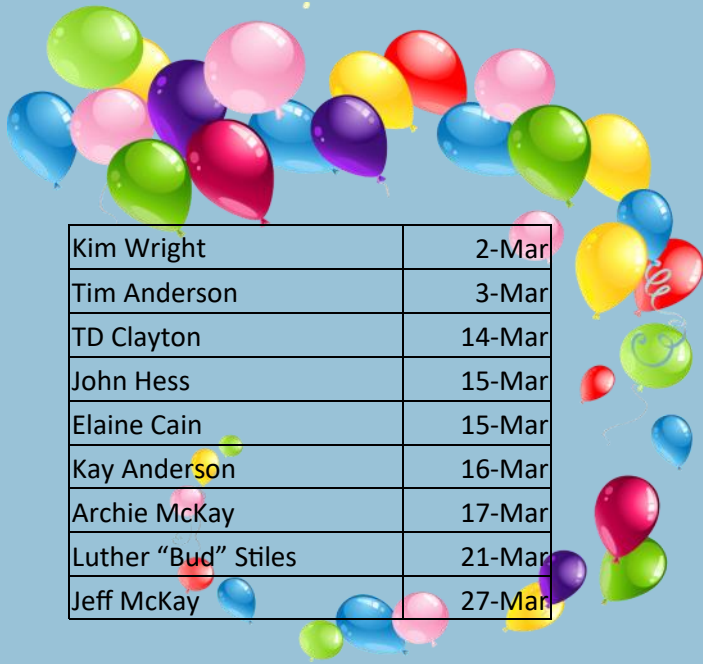 Kim Wright 2-Mar
Tim Anderson 3-Mar
TD Clayton 14-Mar
John Hess 15-Mar
Elaine Cain 15-Mar
Kay Anderson 16-Mar
Archie McKay 17-Mar
Luther “Bud” Stiles 21-Mar
Jeff McKay 27-Mar